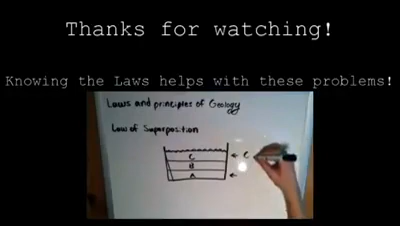 Thanks for watching!
Knowing the Laws helps with these problems!
Laws and principles of Geology
Law of Superposition
C ← C
B
A ←